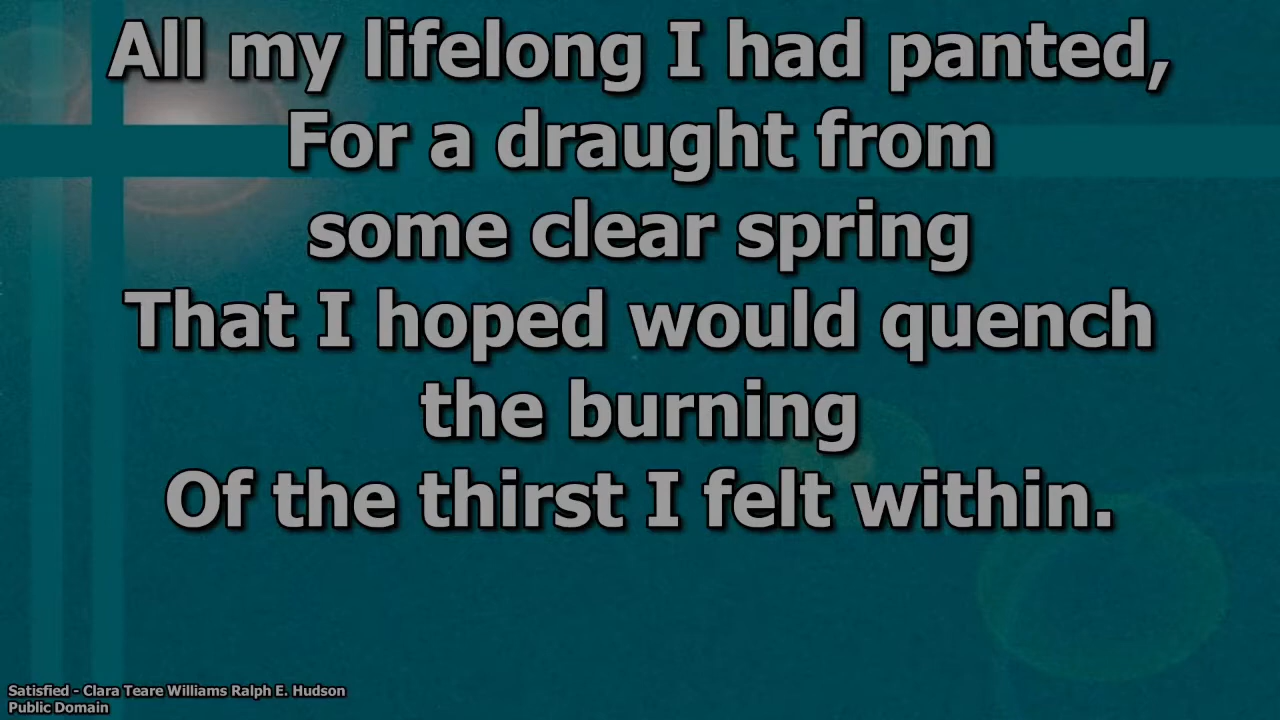 All my lifelong I had panted,
For a draught from
some clear spring
That I hoped would quench
the burning
Of the thirst I felt within.
Satisfied - Clara Teare Williams Ralph E. Hudson
Public Domain